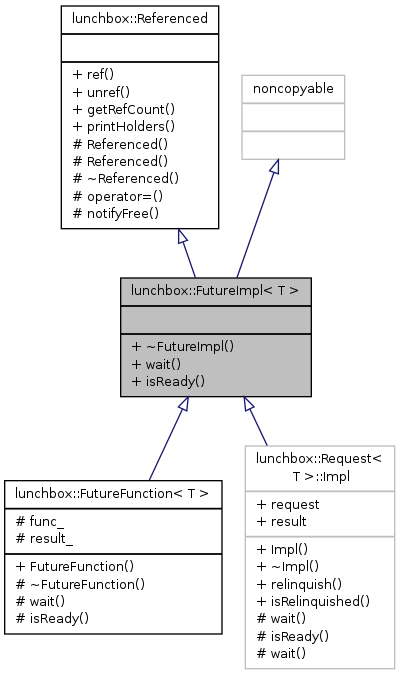 lunchbox::Referenced
+ ref()
+ unref()
+ getRefCount()
+ printHolders()
# Referenced()
# Referenced()
# ~Referenced()
# operator=()
# notifyFree()
noncopyable
lunchbox::FutureImpl< T >
+ ~FutureImpl()
+ wait()
+ isReady()
lunchbox::FutureFunction< T >
# func_
# result_
+ FutureFunction()
# ~FutureFunction()
# wait()
# isReady()
lunchbox::Request<
T >::Impl
+ request
+ result
+ Impl()
+ ~Impl()
+ relinquish()
+ isRelinquished()
# wait()
# isReady()
# wait()